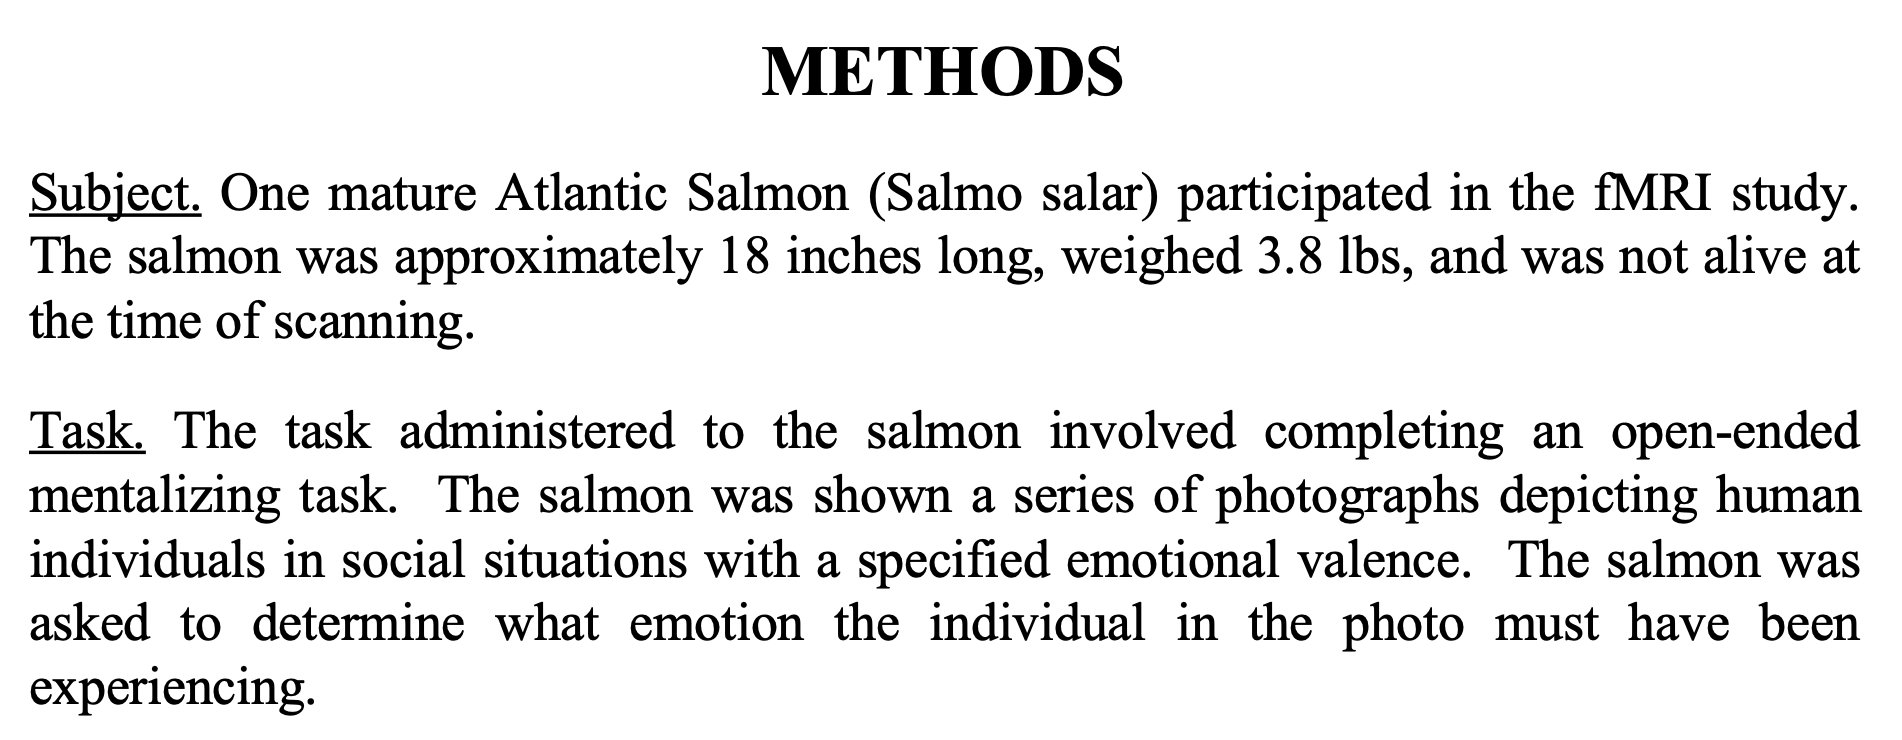 METHODS
Subject. One mature Atlantic Salmon (Salmo salar) participated in the fMRI study.
The salmon was approximately 18 inches long, weighed 3.8 lbs, and was not alive at
the time of scanning.
Task. The task administered to the salmon involved completing an open-ended
mentalizing task. The salmon was shown a series of photographs depicting human
individuals in social situations with a specified emotional valence. The salmon was
asked to determine what emotion the individual in the photo must have been
experiencing.